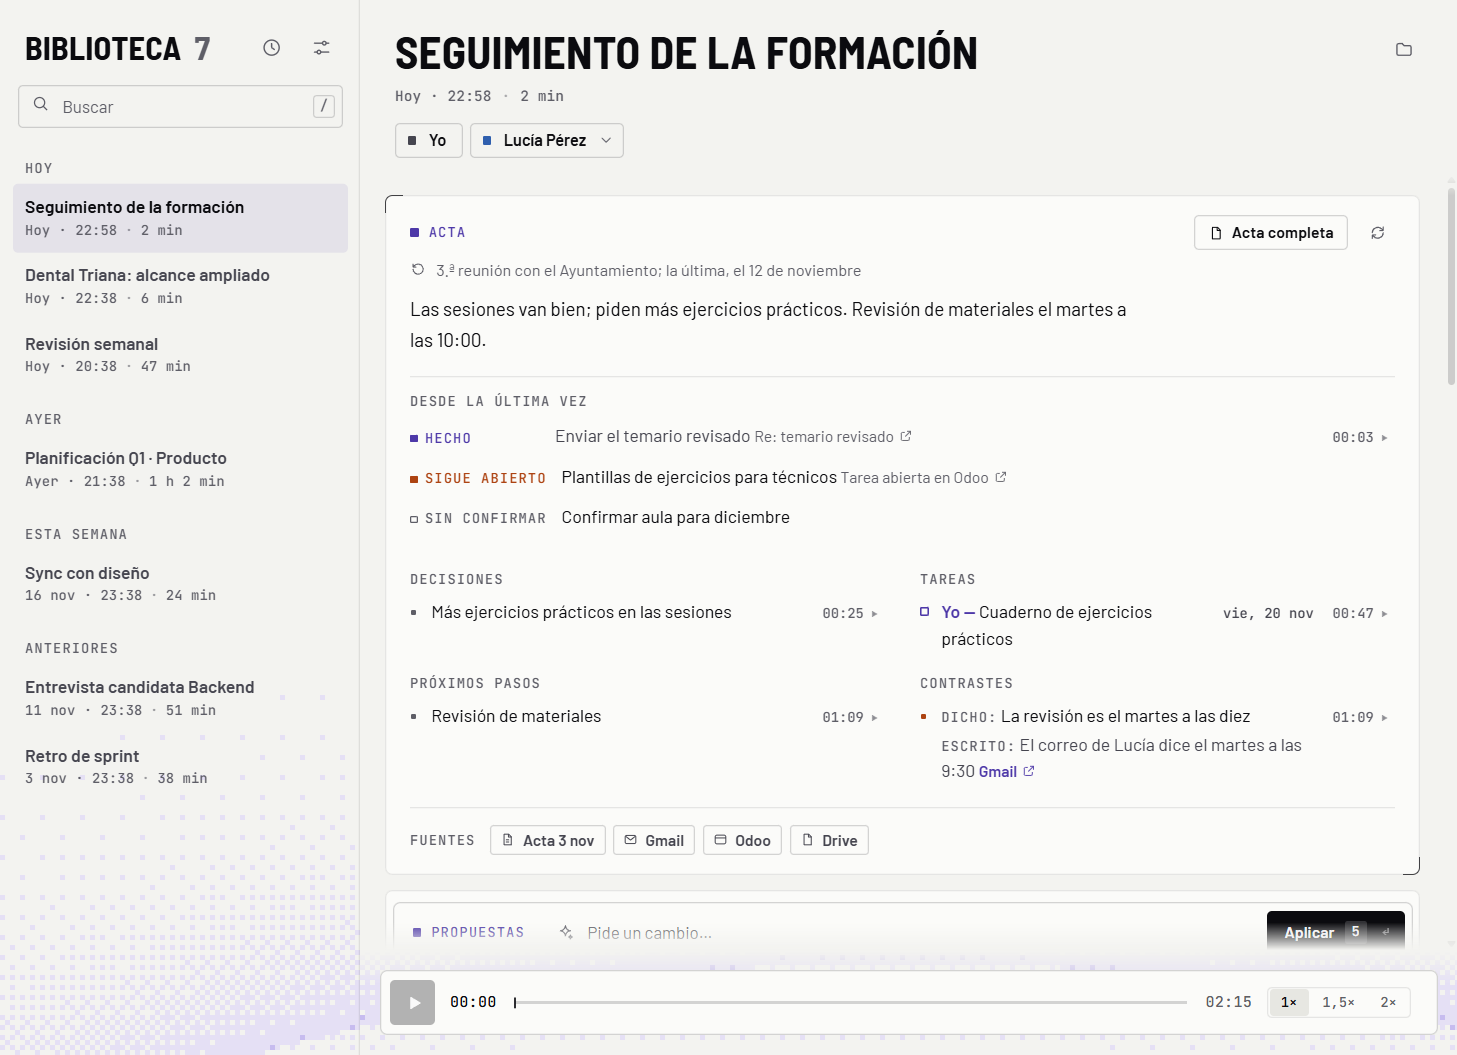 BIBLIOTECA 7
Buscar /
HOY
Seguimiento de la formación
Hoy · 22:58 · 2 min
Dental Triana: alcance ampliado
Hoy · 22:38 · 6 min
Revisión semanal
Hoy · 20:38 · 47 min
AYER
Planificación Q1 · Producto
Ayer · 21:38 · 1 h 2 min
ESTA SEMANA
Sync con diseño
16 nov · 23:38 · 24 min
ANTERIORES
Entrevista candidata Backend
11 nov · 23:38 · 51 min
Retro de sprint
3 nov · 23:38 · 38 min
SEGUIMIENTO DE LA FORMACIÓN
Hoy · 22:58 · 2 min
Yo
Lucía Pérez
ACTA
Acta completa
3.ª reunión con el Ayuntamiento; la última, el 12 de noviembre
Las sesiones van bien; piden más ejercicios prácticos. Revisión de materiales el martes a
las 10:00.
DESDE LA ÚLTIMA VEZ
HECHO Enviar el temario revisado Re: temario revisado 00:03
SIGUE ABIERTO Plantillas de ejercicios para técnicos Tarea abierta en Odoo
SIN CONFIRMAR Confirmar aula para diciembre
DECISIONES
Más ejercicios prácticos en las sesiones 00:25
TAREAS
Yo — Cuaderno de ejercicios vie, 20 nov 00:47
prácticos
PRÓXIMOS PASOS
Revisión de materiales 01:09
CONTRASTES
DICHO: La revisión es el martes a las diez 01:09
ESCRITO: El correo de Lucía dice el martes a las
9:30 Gmail
FUENTES Acta 3 nov Gmail Odoo Drive
PROPUESTAS Pide un cambio... Aplicar 5
00:00 02:15 1× 1,5× 2×